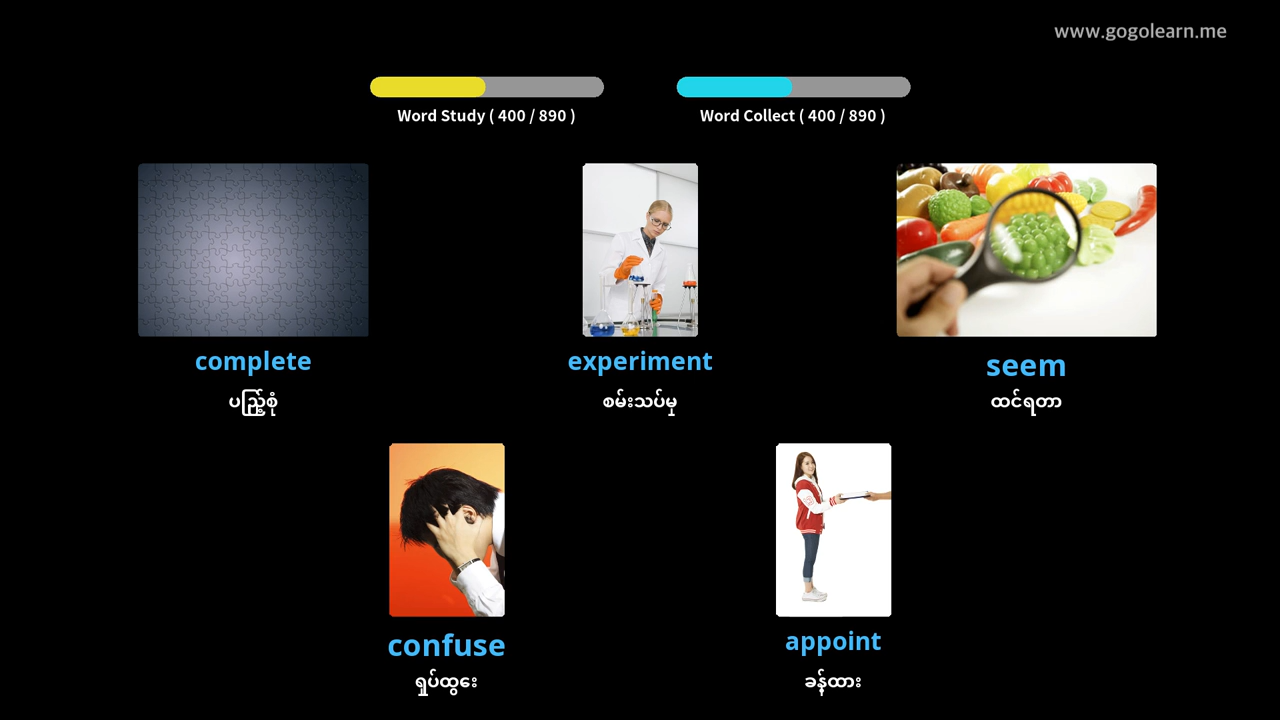 www.gogolearn.me
Word Study ( 400 / 890 )
Word Collect ( 400 / 890 )
complete
ပြည့်စုံ
experiment
စမ်းသပ်မှု
seem
ထင်ရတာ
confuse
ရှုပ်ထွေး
appoint
ခန့်ထား